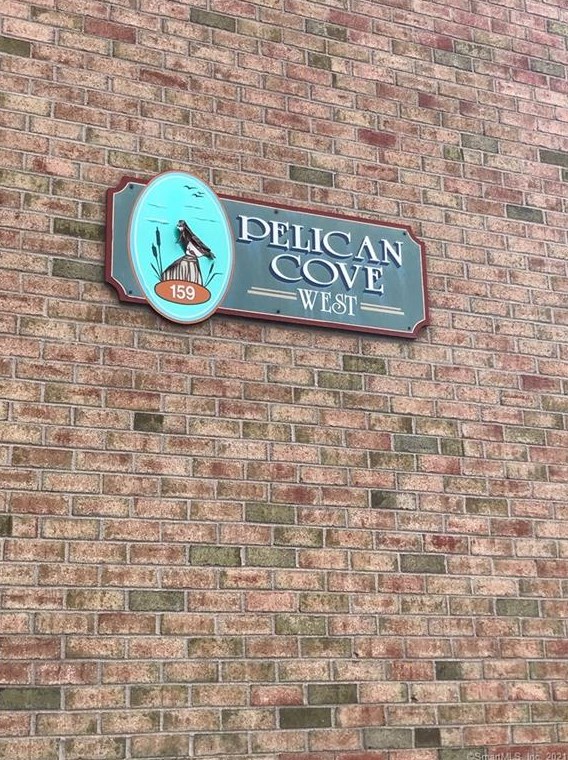 PELICAN
COVE
WEST
159
©SmartMLS, Inc. 2021